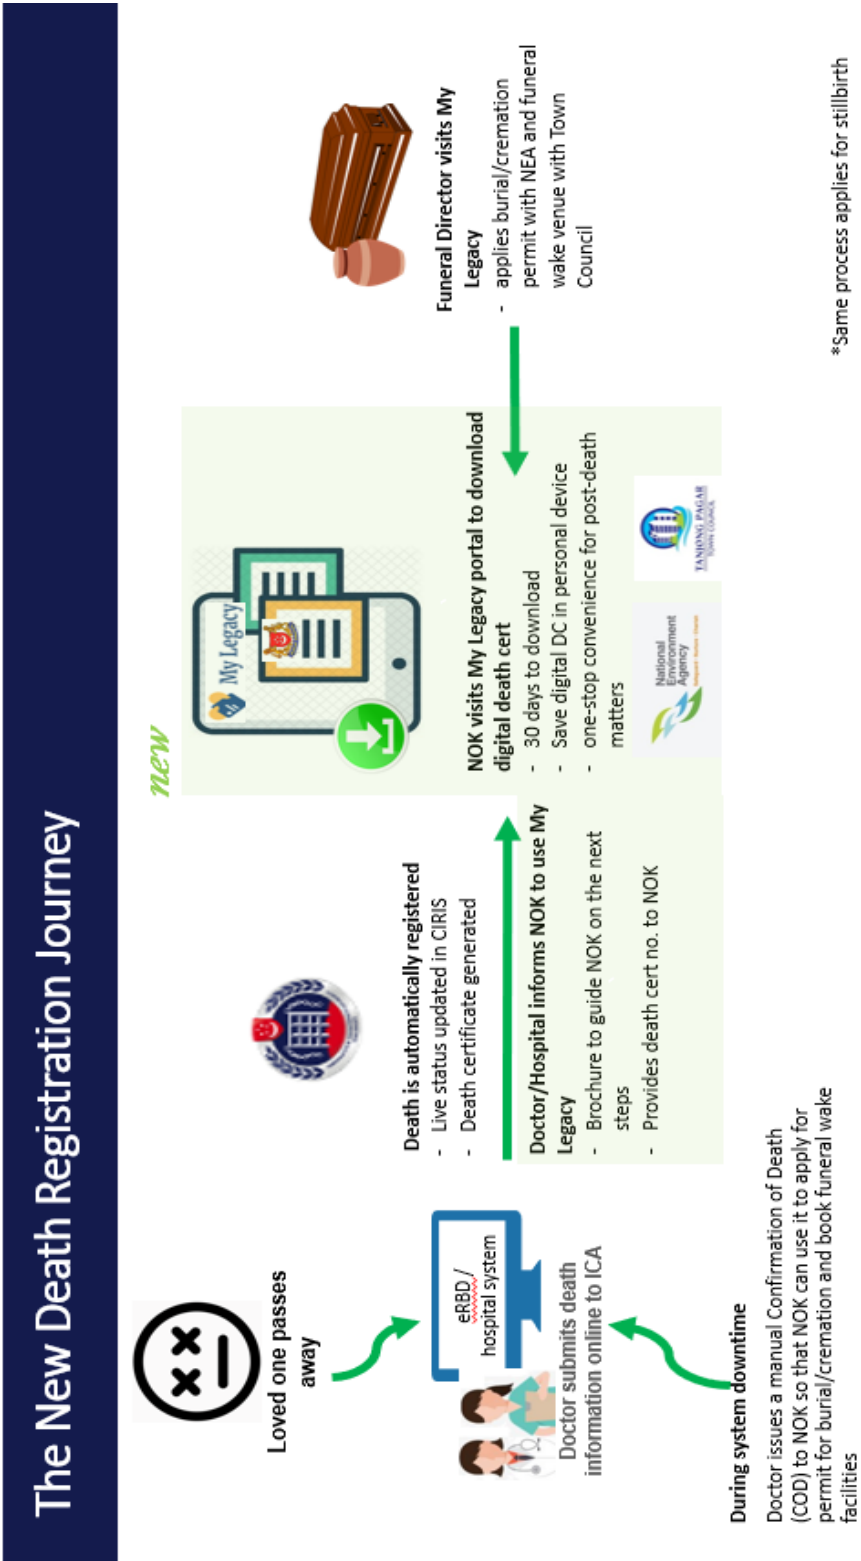 The New Death Registration Journey
Loved one passes
away
eRBD /
hospital system
Doctor submits death
information online to ICA
During system downtime
Doctor issues a manual Confirmation of Death
(COD) to NOK so that NOK can use it to apply for
permit for burial/cremation and book funeral wake
facilities
Death is automatically registered
- Live status updated in CIRIS
- Death certificate generated
Doctor/Hospital informs NOK to use My
Legacy
- Brochure to guide NOK on the next
steps
- Provides death cert no. to NOK
new
My Legacy
NOK visits My Legacy portal to download
digital death cert
- 30 days to download
- Save digital DC in personal device
- one-stop convenience for post-death
matters
National
Environment
Agency
TANJONG PAGAR
TOWN COUNCIL
Funeral Director visits My
Legacy
- applies burial/cremation
permit with NEA and funeral
wake venue with Town
Council
*Same process applies for stillbirth